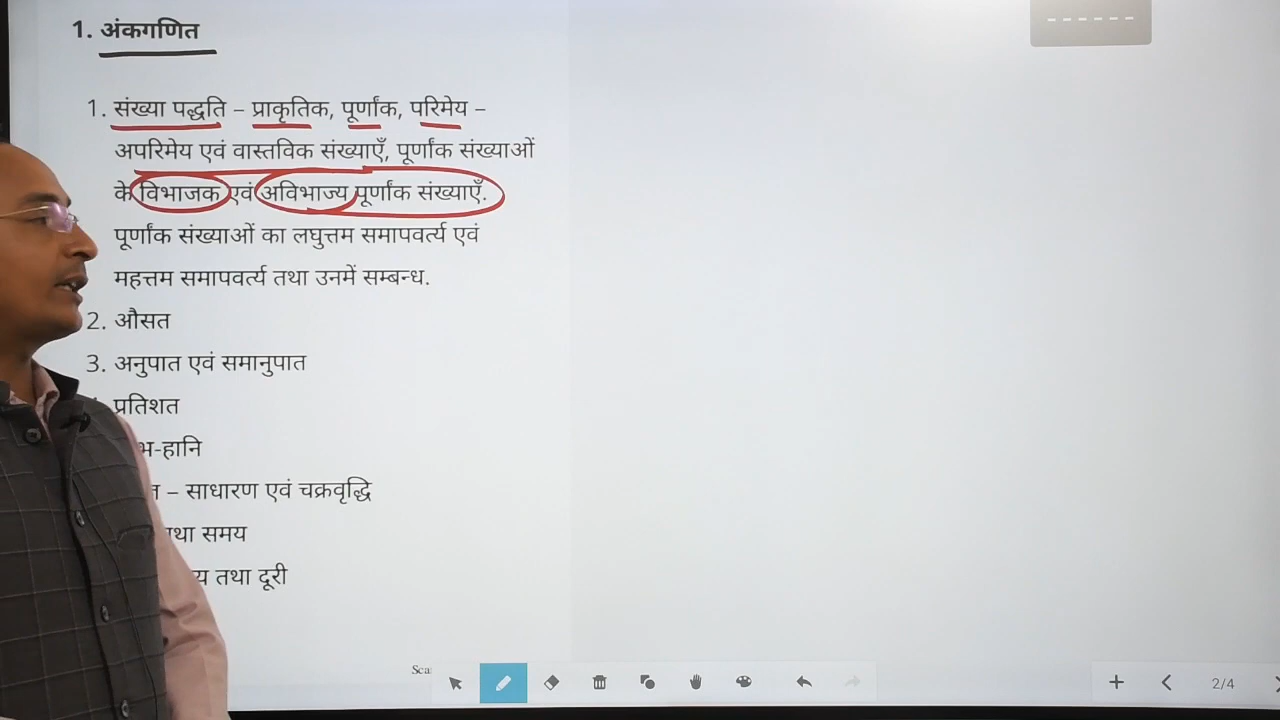 1. अंकगणित
1. संख्या पद्धति – प्राकृतिक, पूर्णांक, परिमेय –
अपरिमेय एवं वास्तविक संख्याएँ, पूर्णांक संख्याओं
के विभाजक एवं अविभाज्य पूर्णांक संख्याएँ.
पूर्णांक संख्याओं का लघुत्तम समापवर्त्य एवं
महत्तम समापवर्त्य तथा उनमें सम्बन्ध.
2. औसत
3. अनुपात एवं समानुपात
प्रतिशत
– साधारण एवं चक्रवृद्धि
समय
तथा दूरी
2/4